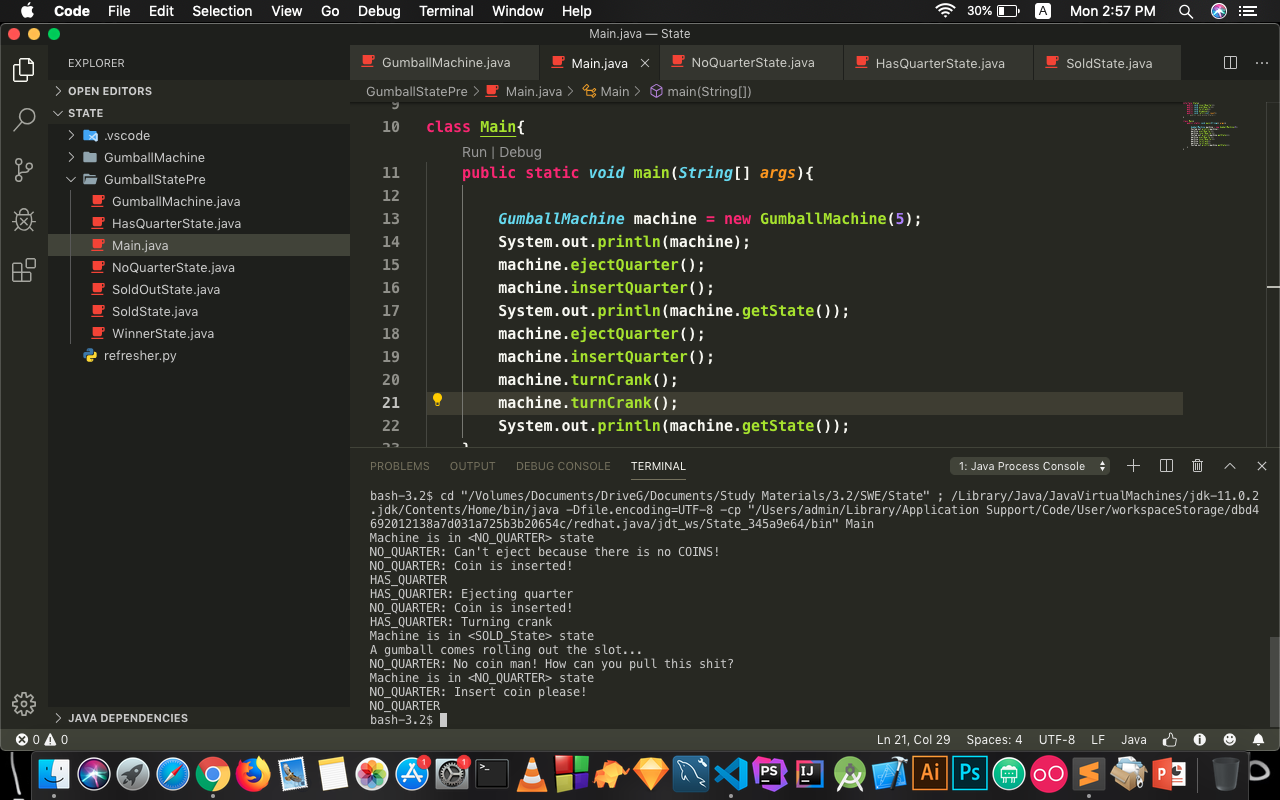 Code File Edit Selection View Go Debug Terminal Window Help 30% A Mon 2:57 PM
Main.java — State
EXPLORER
OPEN EDITORS
STATE
.vscode
GumballMachine
GumballStatePre
GumballMachine.java
HasQuarterState.java
Main.java
NoQuarterState.java
SoldOutState.java
SoldState.java
WinnerState.java
refresher.py
JAVA DEPENDENCIES
GumballMachine.java Main.java NoQuarterState.java HasQuarterState.java SoldState.java
GumballStatePre > Main.java > Main > main(String[])
9
10 class Main{
Run | Debug
11 public static void main(String[] args){
12
13 GumballMachine machine = new GumballMachine(5);
14 System.out.println(machine);
15 machine.ejectQuarter();
16 machine.insertQuarter();
17 System.out.println(machine.getState());
18 machine.ejectQuarter();
19 machine.insertQuarter();
20 machine.turnCrank();
21 machine.turnCrank();
22 System.out.println(machine.getState());
23 }
PROBLEMS OUTPUT DEBUG CONSOLE TERMINAL 1: Java Process Console
bash-3.2$ cd "/Volumes/Documents/DriveG/Documents/Study Materials/3.2/SWE/State" ; /Library/Java/JavaVirtualMachines/jdk-11.0.2
.jdk/Contents/Home/bin/java -Dfile.encoding=UTF-8 -cp "/Users/admin/Library/Application Support/Code/User/workspaceStorage/dbd4
692012138a7d031a725b3b20654c/redhat.java/jdt_ws/State_345a9e64/bin" Main
Machine is in <NO_QUARTER> state
NO_QUARTER: Can't eject because there is no COINS!
NO_QUARTER: Coin is inserted!
HAS_QUARTER
HAS_QUARTER: Ejecting quarter
NO_QUARTER: Coin is inserted!
HAS_QUARTER: Turning crank
Machine is in <SOLD_State> state
A gumball comes rolling out the slot...
NO_QUARTER: No coin man! How can you pull this shit?
Machine is in <NO_QUARTER> state
NO_QUARTER: Insert coin please!
NO_QUARTER
bash-3.2$
0 0 Ln 21, Col 29 Spaces: 4 UTF-8 LF Java
1 1 PS IJ Ai Ps S P